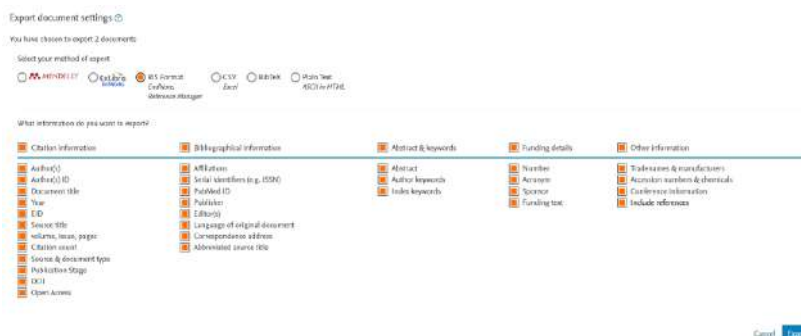 Export document settings
You have chosen to export 2 documents
Select your method of export
MENDELEY
ExLibris
RefWorks
RIS Format
EndNote,
Reference Manager
CSV
Excel
BibTeX
Plain Text
ASCII in HTML
What information do you want to export?
Citation information
Author(s)
Author(s) ID
Document title
Year
EID
Source title
volume, issue, pages
Citation count
Source & document type
Publication Stage
DOI
Open Access
Bibliographical information
Affiliations
Serial identifiers (e.g. ISSN)
PubMed ID
Publisher
Editor(s)
Language of original document
Correspondence address
Abbreviated source title
Abstract & keywords
Abstract
Author keywords
Index keywords
Funding details
Number
Acronym
Sponsor
Funding text
Other information
Tradenames & manufacturers
Accession numbers & chemicals
Conference information
Include references
Cancel